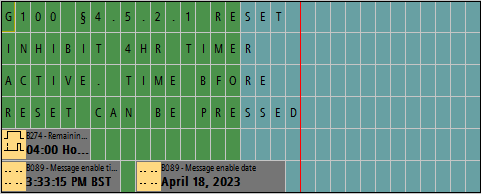 G100 §4.5.2.1 RESET
INHIBIT 4HR TIMER
ACTIVE. TIME BFORE
RESET CAN BE PRESSED
B274 - Remainin...
04:00 Ho...
B089 - Message enable ti...
3:33:15 PM BST
B089 - Message enable date
April 18, 2023